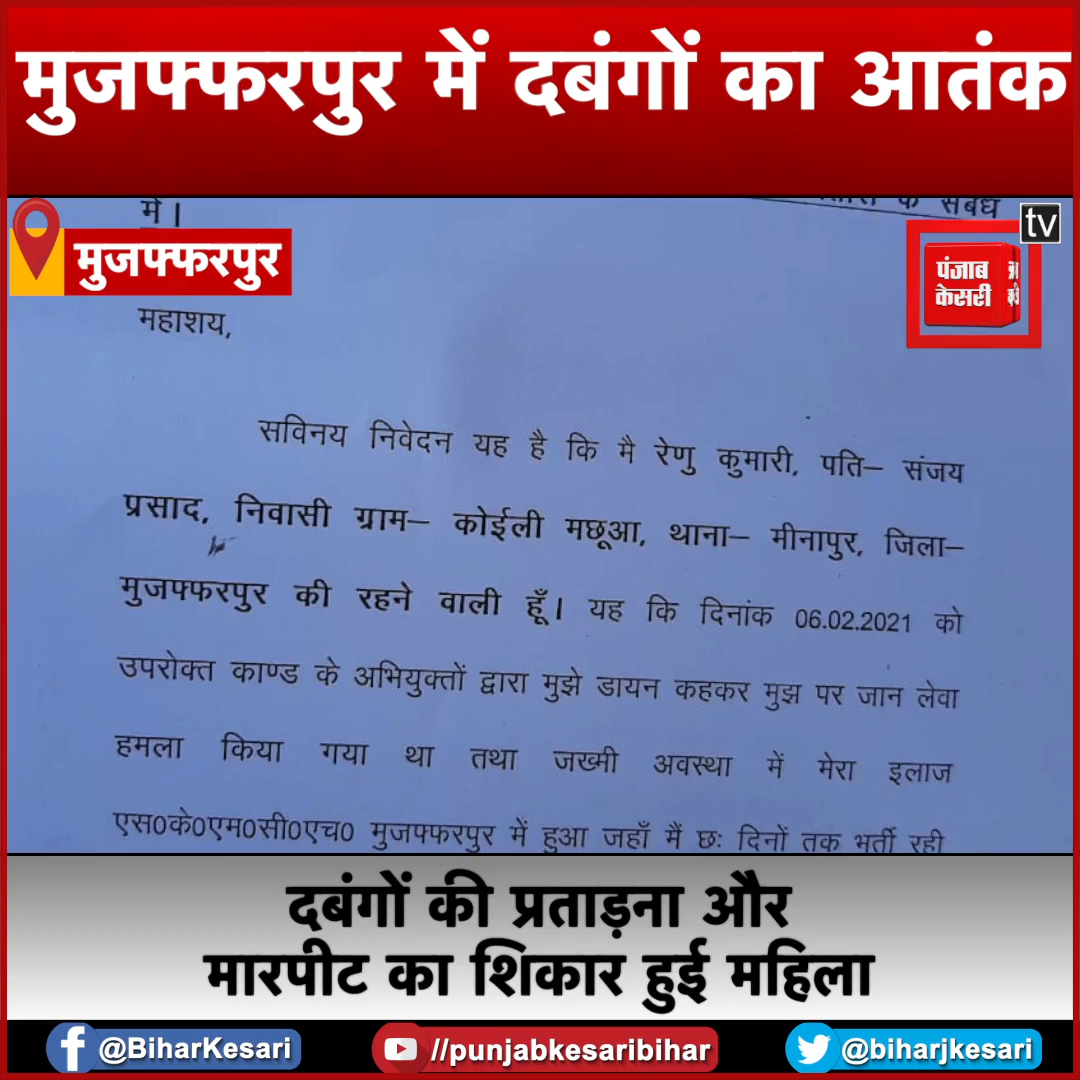 मुजफ्फरपुर में दबंगों का आतंक
के संबंध
में।
tv
मुजफ्फरपुर
पंजाब
केसरी
महाशय,
सविनय निवेदन यह है कि मै रेणु कुमारी, पति– संजय
प्रसाद, निवासी ग्राम– कोईली मछूआ, थाना– मीनापुर, जिला–
मुजफ्फरपुर की रहने वाली हूँ। यह कि दिनांक 06.02.2021 को
उपरोक्त काण्ड के अभियुक्तों द्वारा मुझे डायन कहकर मुझ पर जान लेवा
हमला किया गया था तथा जख्मी अवस्था में मेरा इलाज
एस0के0एम0सी0एच0 मुजफ्फरपुर में हुआ जहाँ मैं छः दिनों तक भर्ती रही
दबंगों की प्रताड़ना और
मारपीट का शिकार हुई महिला
@BiharKesari //punjabkesaribihar @biharjkesari